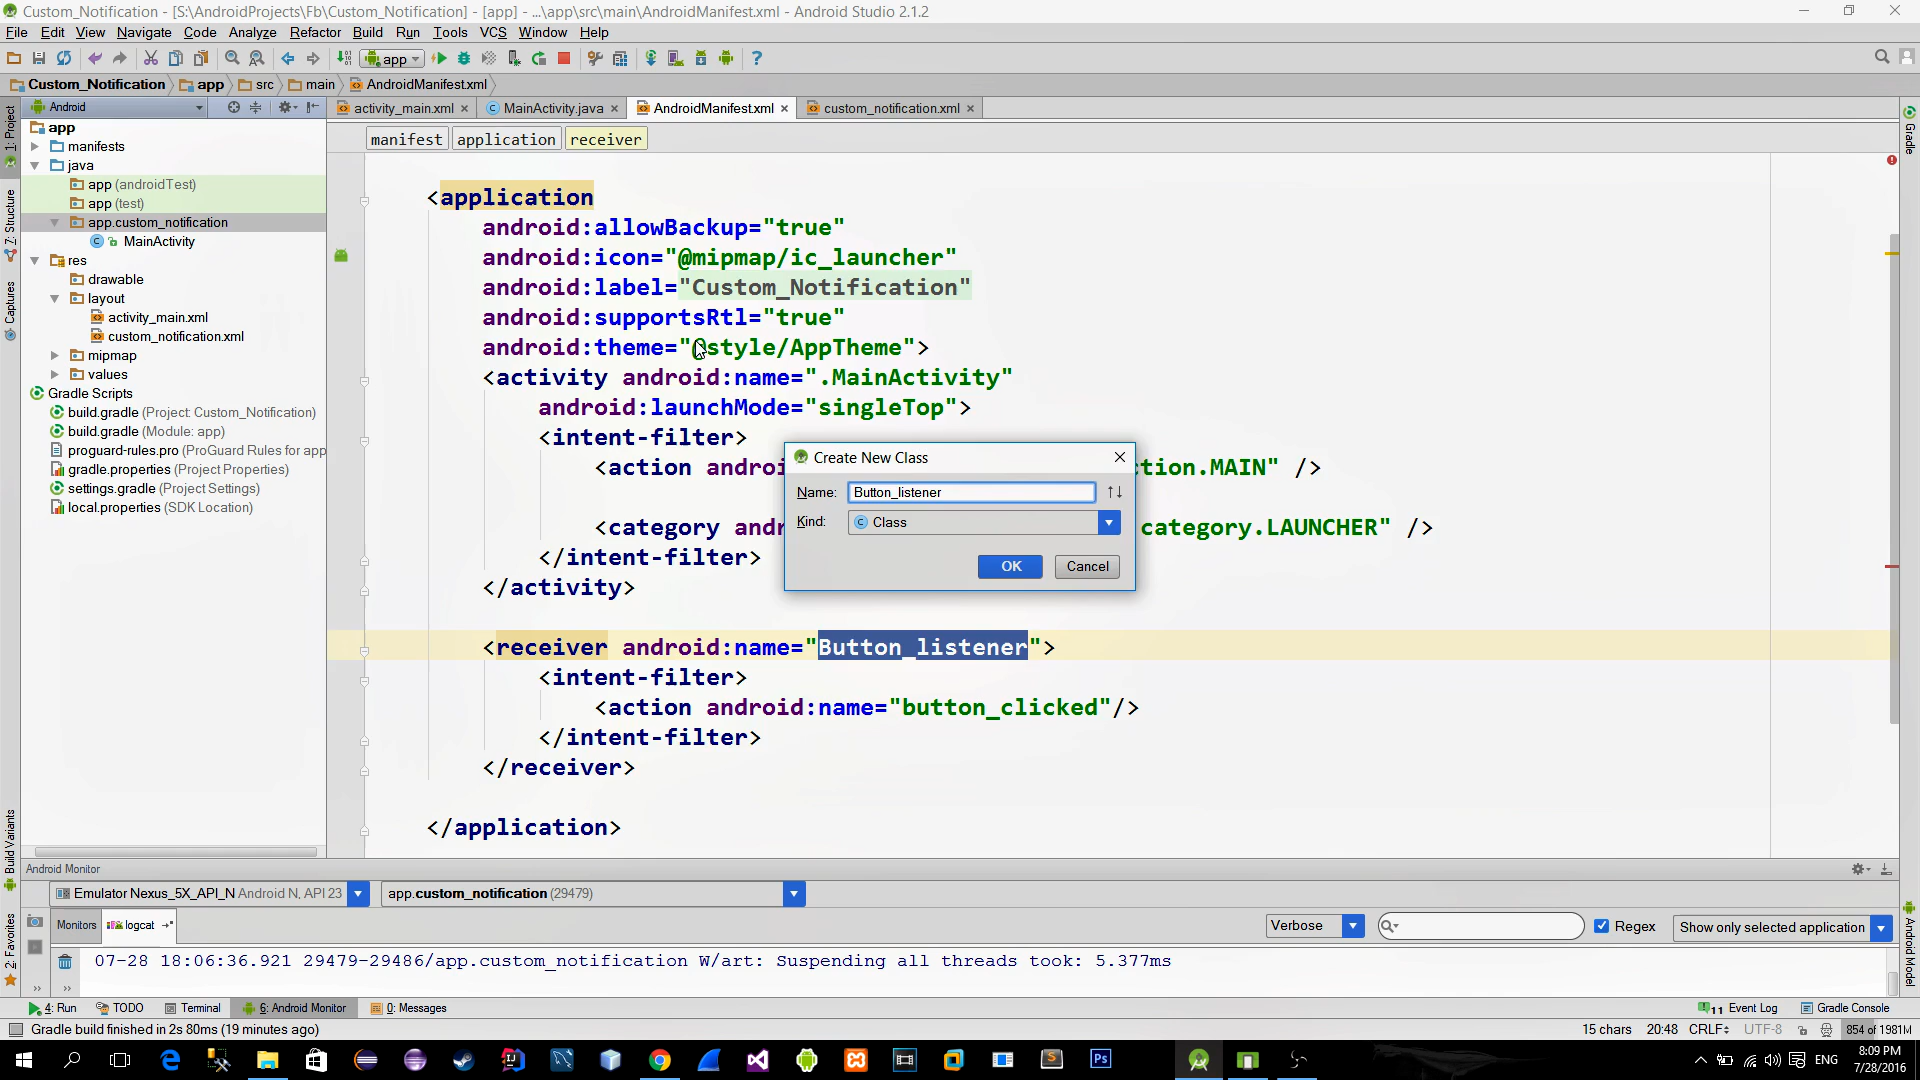 Custom_Notification - [S:\AndroidProjects\Fb\Custom_Notification] - [app] - ...\app\src\main\AndroidManifest.xml - Android Studio 2.1.2
File Edit View Navigate Code Analyze Refactor Build Run Tools VCS Window Help
app
Custom_Notification app src main AndroidManifest.xml
Android
activity_main.xml MainActivity.java AndroidManifest.xml custom_notification.xml
manifest application receiver
1: Project
Z: Structure
Captures
Build Variants
2: Favorites
app
manifests
java
app (androidTest)
app (test)
app.custom_notification
MainActivity
res
drawable
layout
activity_main.xml
custom_notification.xml
mipmap
values
Gradle Scripts
build.gradle (Project: Custom_Notification)
build.gradle (Module: app)
proguard-rules.pro (ProGuard Rules for app
gradle.properties (Project Properties)
settings.gradle (Project Settings)
local.properties (SDK Location)
<application
android:allowBackup="true"
android:icon="@mipmap/ic_launcher"
android:label="Custom_Notification"
android:supportsRtl="true"
android:theme="@style/AppTheme">
<activity android:name=".MainActivity"
android:launchMode="singleTop">
<intent-filter>
<action androi tion.MAIN" />
<category andr category.LAUNCHER" />
</intent-filter>
</activity>
<receiver android:name="Button_listener">
<intent-filter>
<action android:name="button_clicked"/>
</intent-filter>
</receiver>
</application>
Create New Class
Name: Button_listener
Kind: Class
OK Cancel
Gradle
Android Model
Android Monitor
Emulator Nexus_5X_API_N Android N, API 23 app.custom_notification (29479)
Monitors logcat Verbose Regex Show only selected application
07-28 18:06:36.921 29479-29486/app.custom_notification W/art: Suspending all threads took: 5.377ms
4: Run TODO Terminal 6: Android Monitor 0: Messages 11 Event Log Gradle Console
Gradle build finished in 2s 80ms (19 minutes ago) 15 chars 20:48 CRLF UTF-8 854 of 1981M
ENG
8:09 PM
7/28/2016